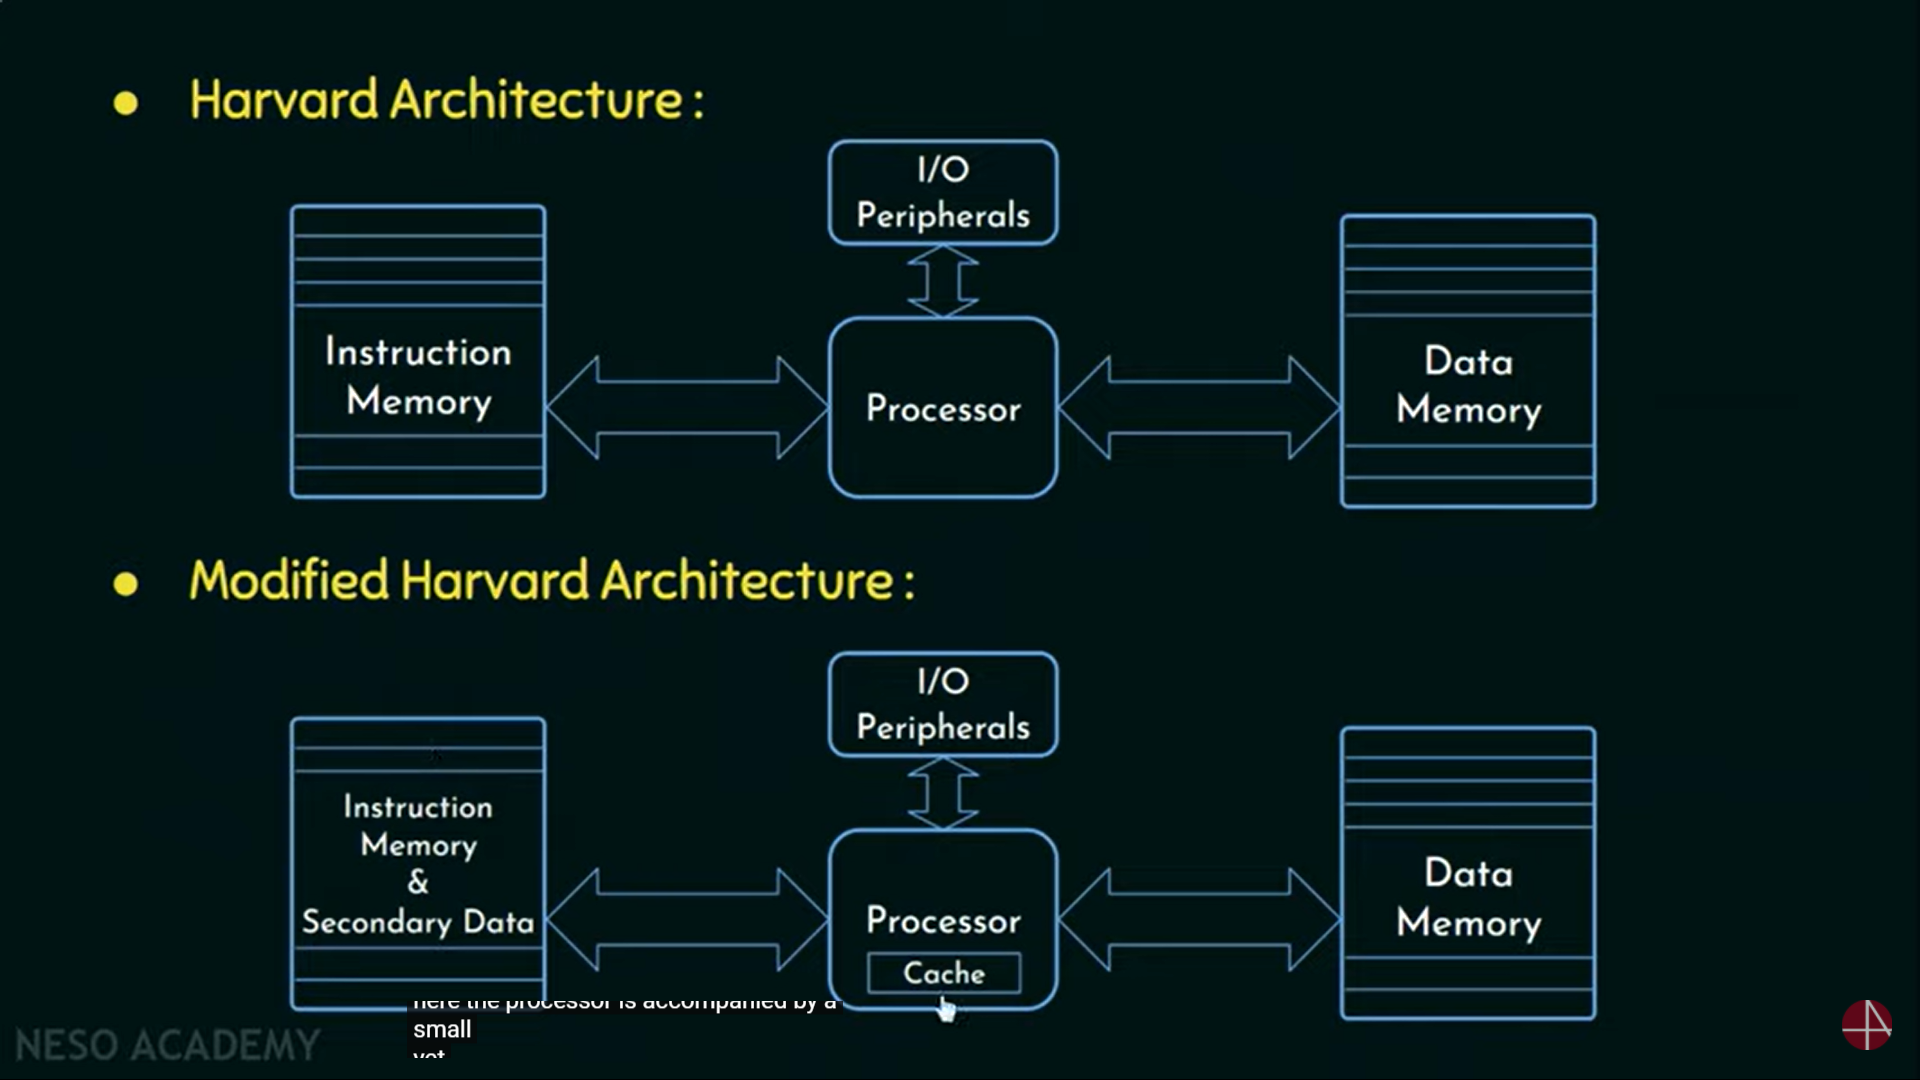 Harvard Architecture :
I/O
Peripherals
Instruction
Memory
Processor
Data
Memory
Modified Harvard Architecture :
I/O
Peripherals
Instruction
Memory
&
Secondary Data
Processor
Cache
Data
Memory
here the processor is accompanied by a
small
yet
NESO ACADEMY